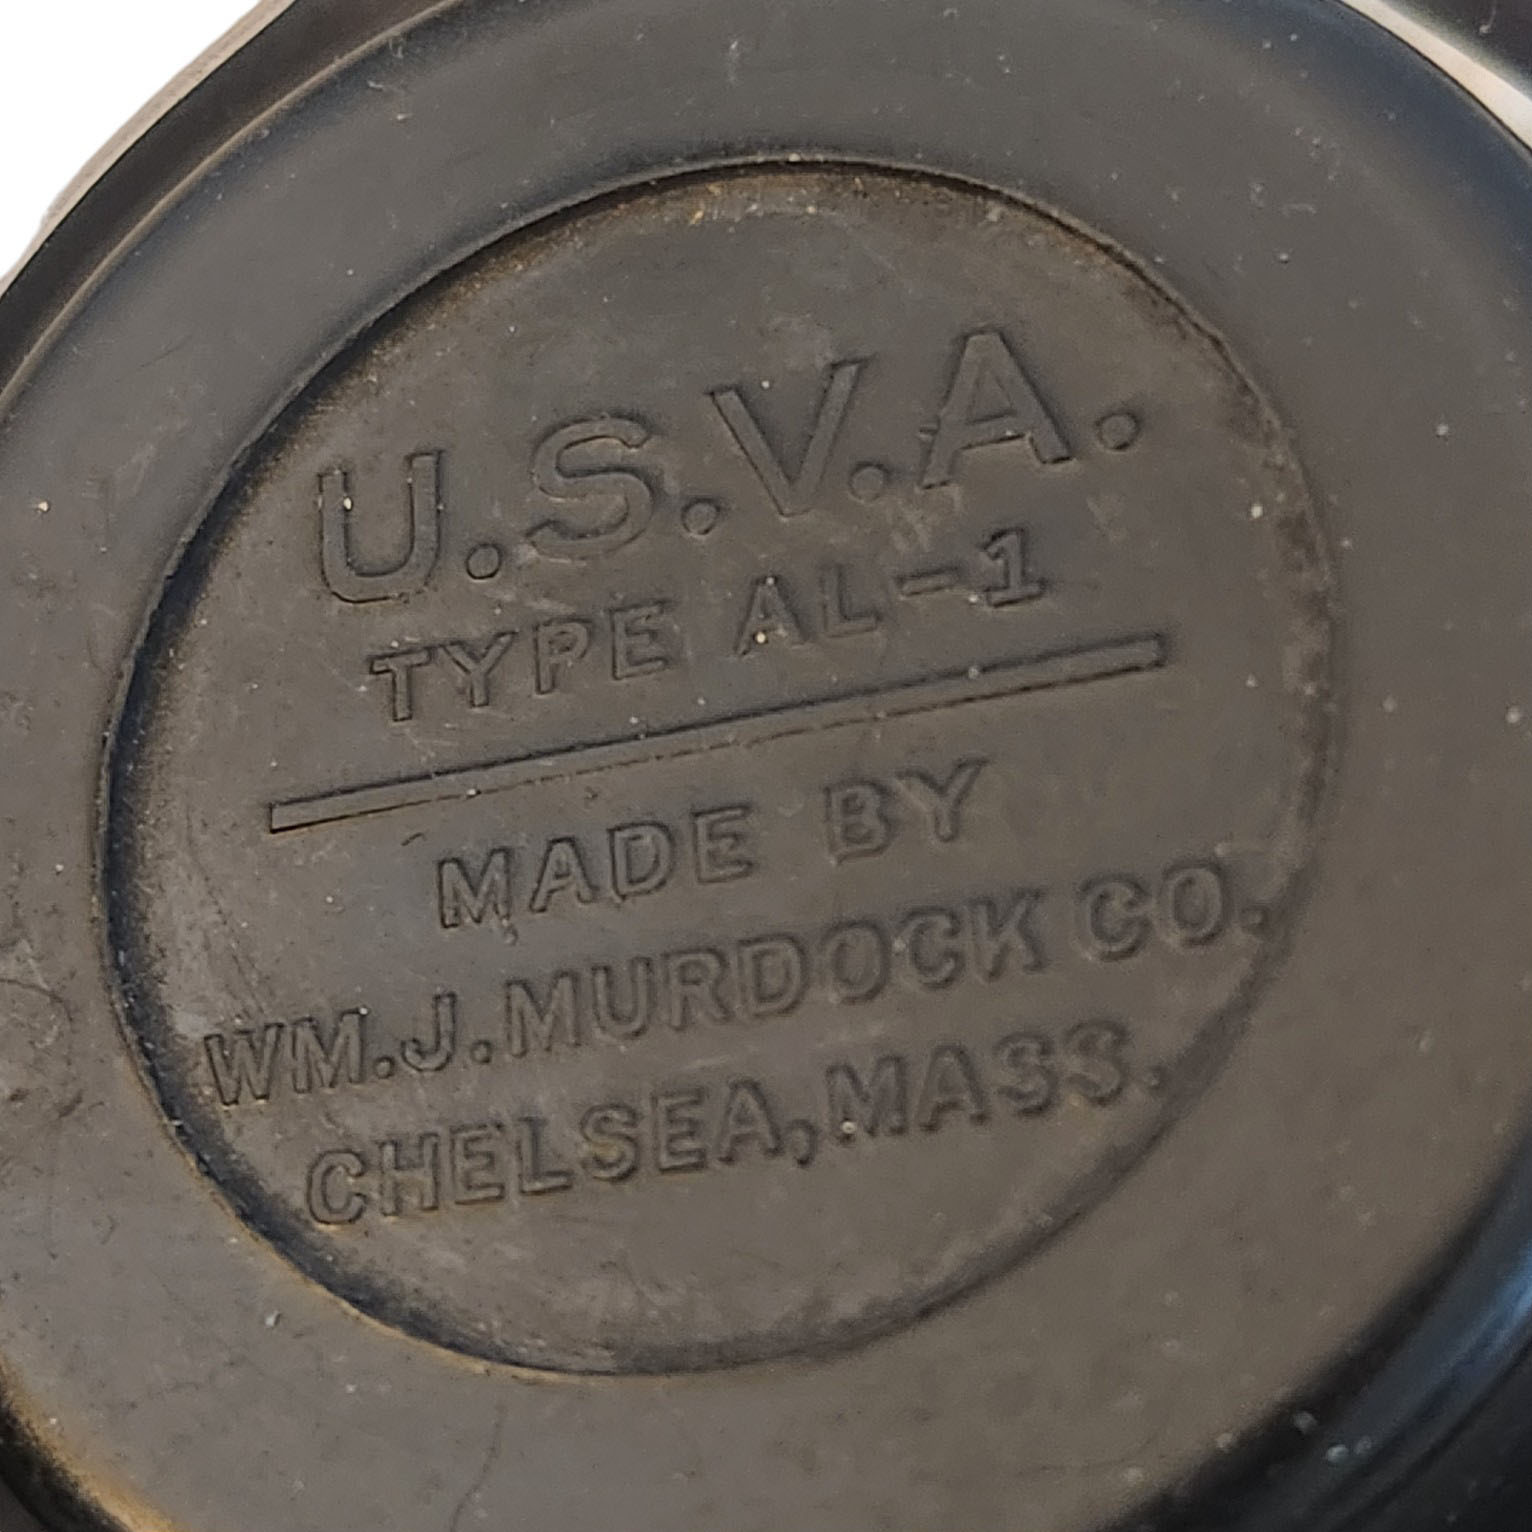 U.S.V.A.
TYPE AL-1
MADE BY
WM.J.MURDOCK CO.
CHELSEA, MASS.